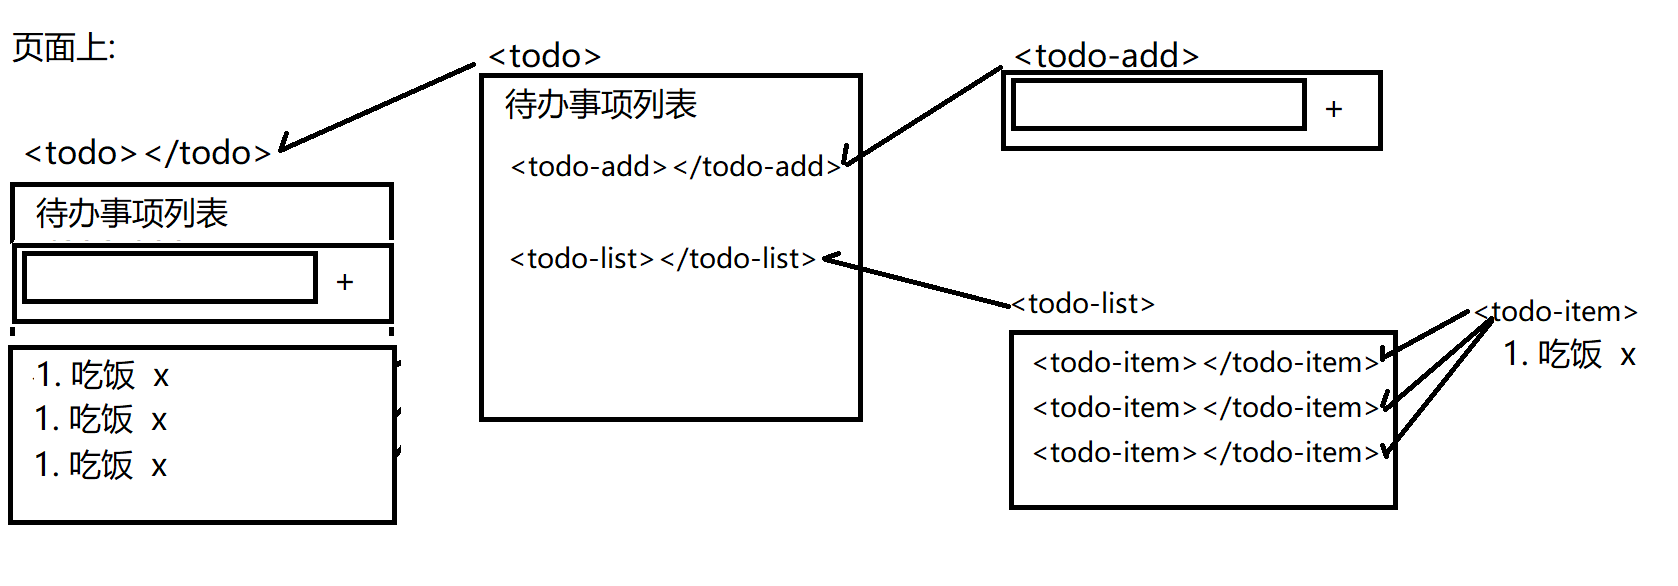 页面上:
<todo></todo>
待办事项列表
+
1. 吃饭 x
1. 吃饭 x
1. 吃饭 x
<todo>
待办事项列表
<todo-add></todo-add>
<todo-list></todo-list>
<todo-add>
+
<todo-list>
<todo-item></todo-item>
<todo-item></todo-item>
<todo-item></todo-item>
<todo-item>
1. 吃饭 x